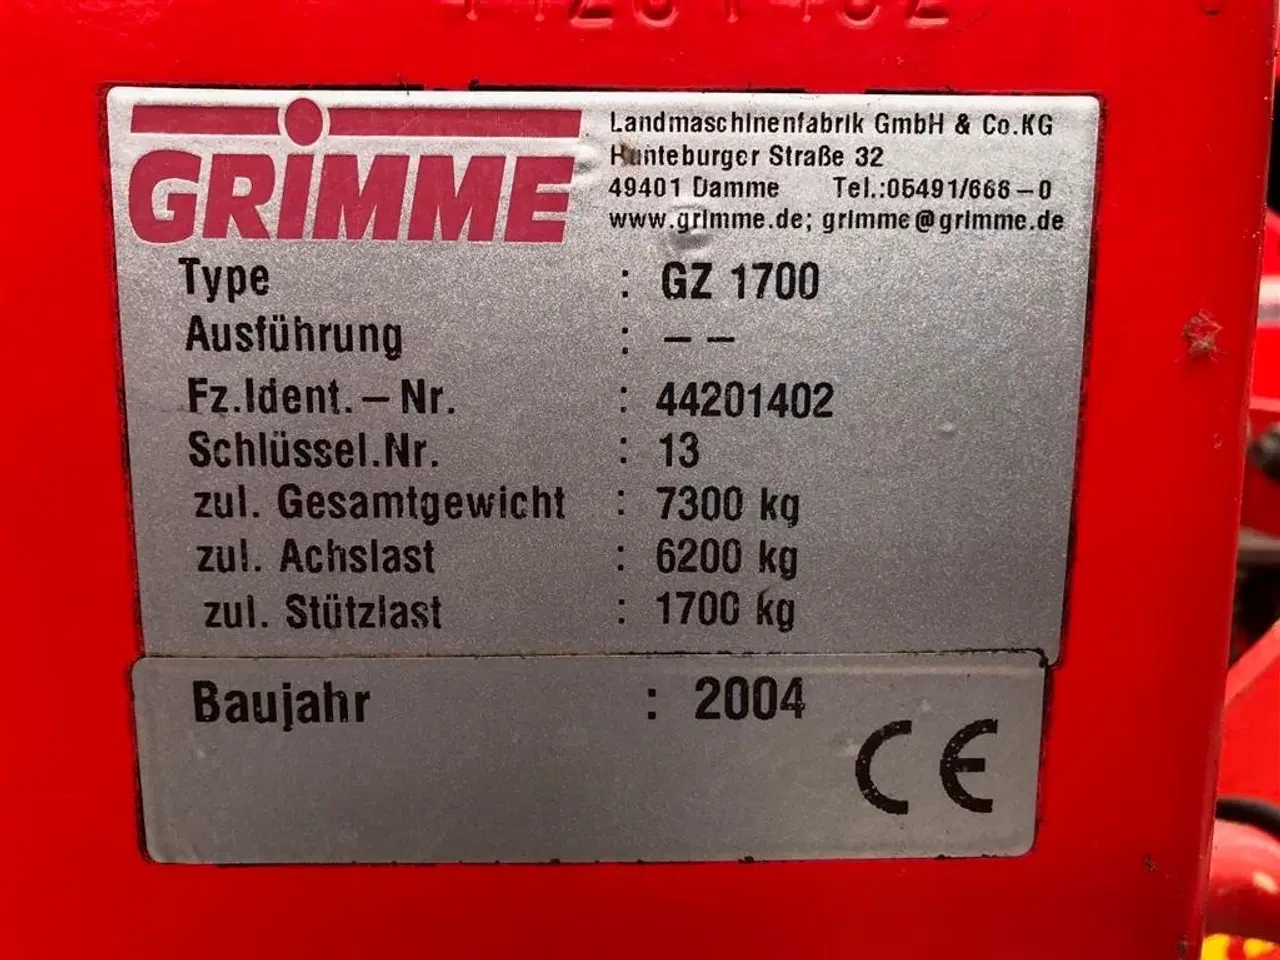 44201402
GRIMME
Landmaschinenfabrik GmbH & Co.KG
Hunteburger Straße 32
49401 Damme Tel.:05491/666–0
www.grimme.de; grimme@grimme.de
Type : GZ 1700
Ausführung : – –
Fz.Ident.–Nr. : 44201402
Schlüssel.Nr. : 13
zul. Gesamtgewicht : 7300 kg
zul. Achslast : 6200 kg
zul. Stützlast : 1700 kg
Baujahr : 2004
CE